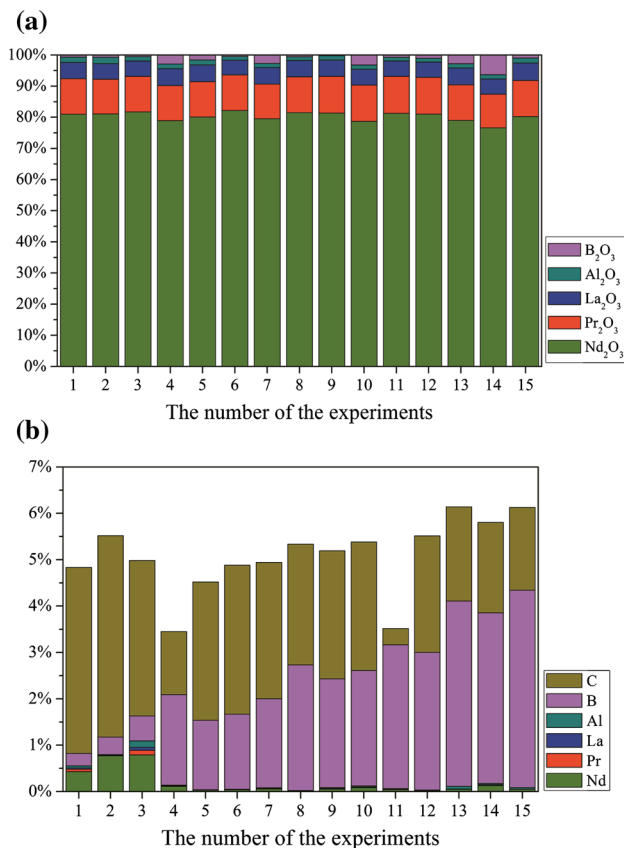 (a)
100%
90%
80%
70%
60%
50%
40%
30%
20%
10%
0%
B₂O₃
Al₂O₃
La₂O₃
Pr₂O₃
Nd₂O₃
1 2 3 4 5 6 7 8 9 10 11 12 13 14 15
The number of the experiments
(b)
7%
6%
5%
4%
3%
2%
1%
0%
C
B
Al
La
Pr
Nd
1 2 3 4 5 6 7 8 9 10 11 12 13 14 15
The number of the experiments